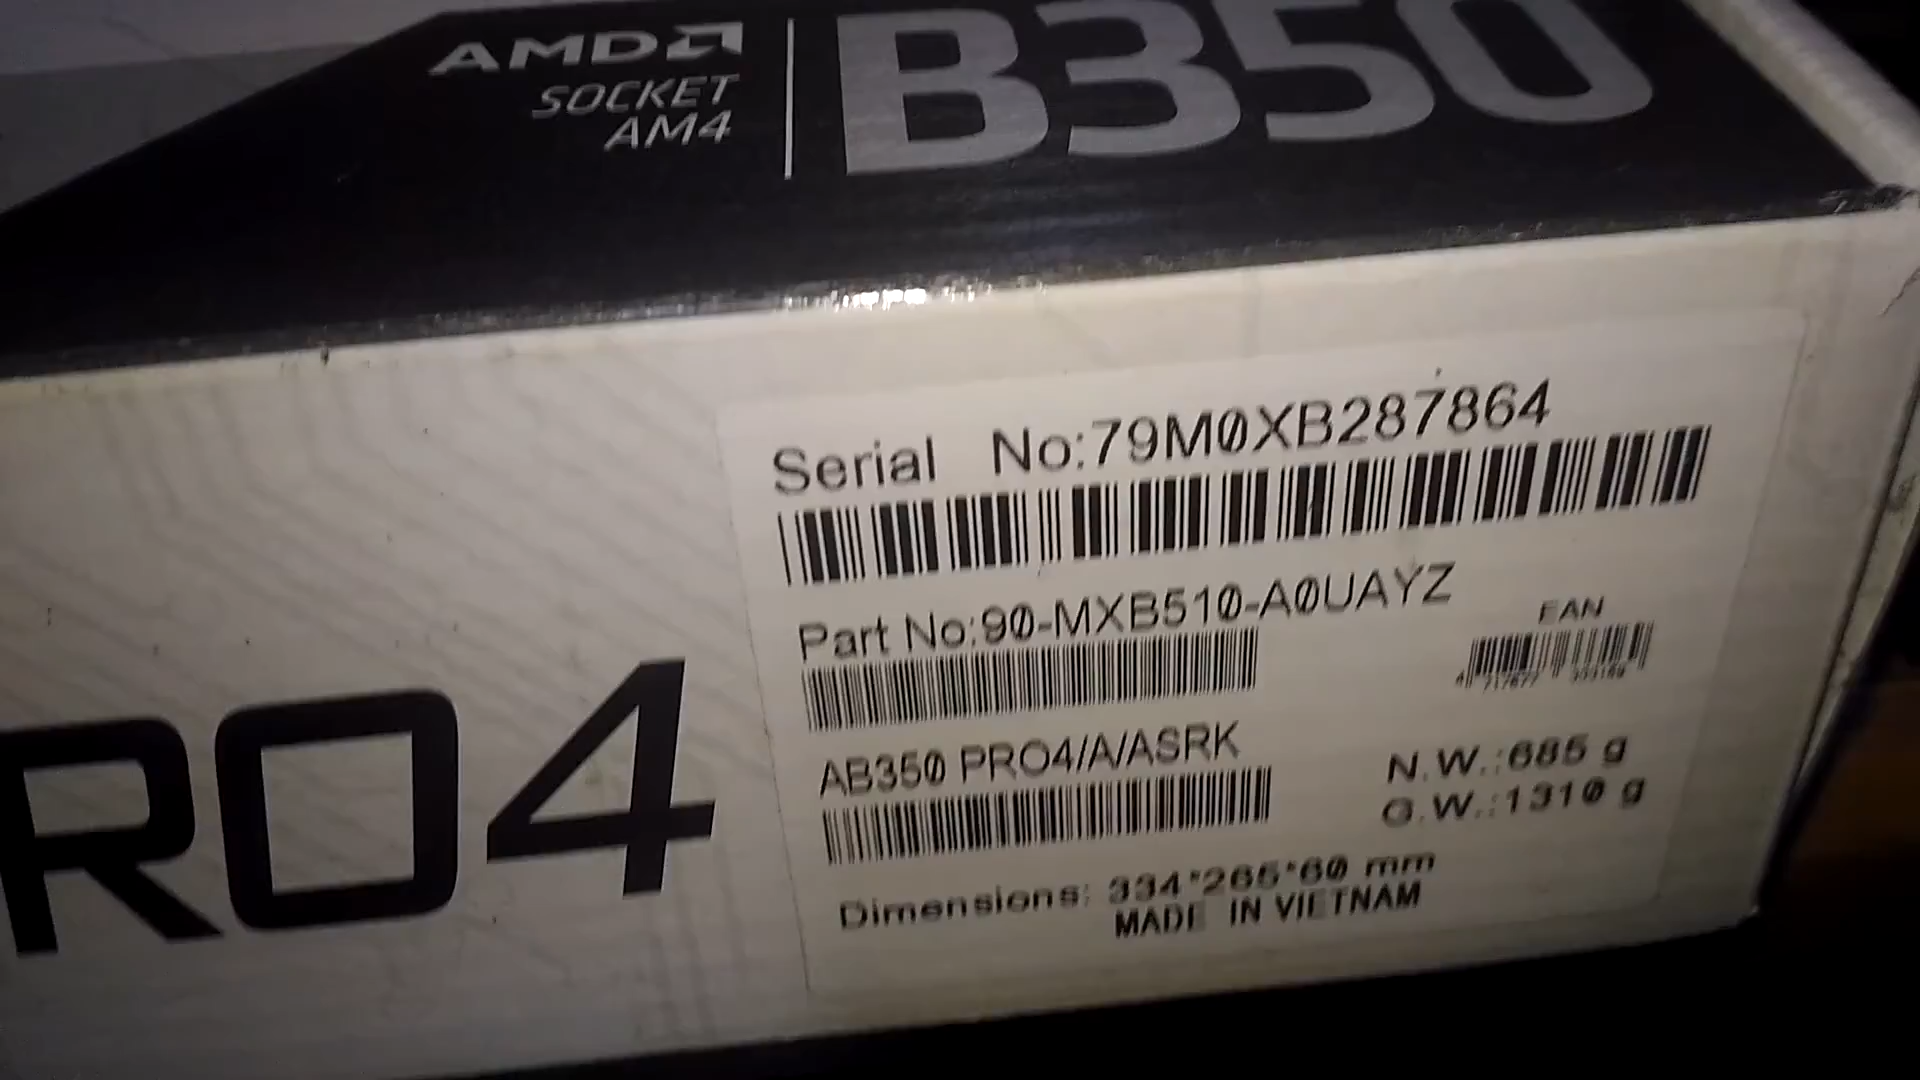 AMD
SOCKET
AM4
B350
RO4
Serial No:79M0XB287864
Part No:90-MXB510-A0UAYZ
EAN
AB350 PRO4/A/ASRK
N.W.:685 g
G.W.:1310 g
Dimensions: 334*265*60 mm
MADE IN VIETNAM